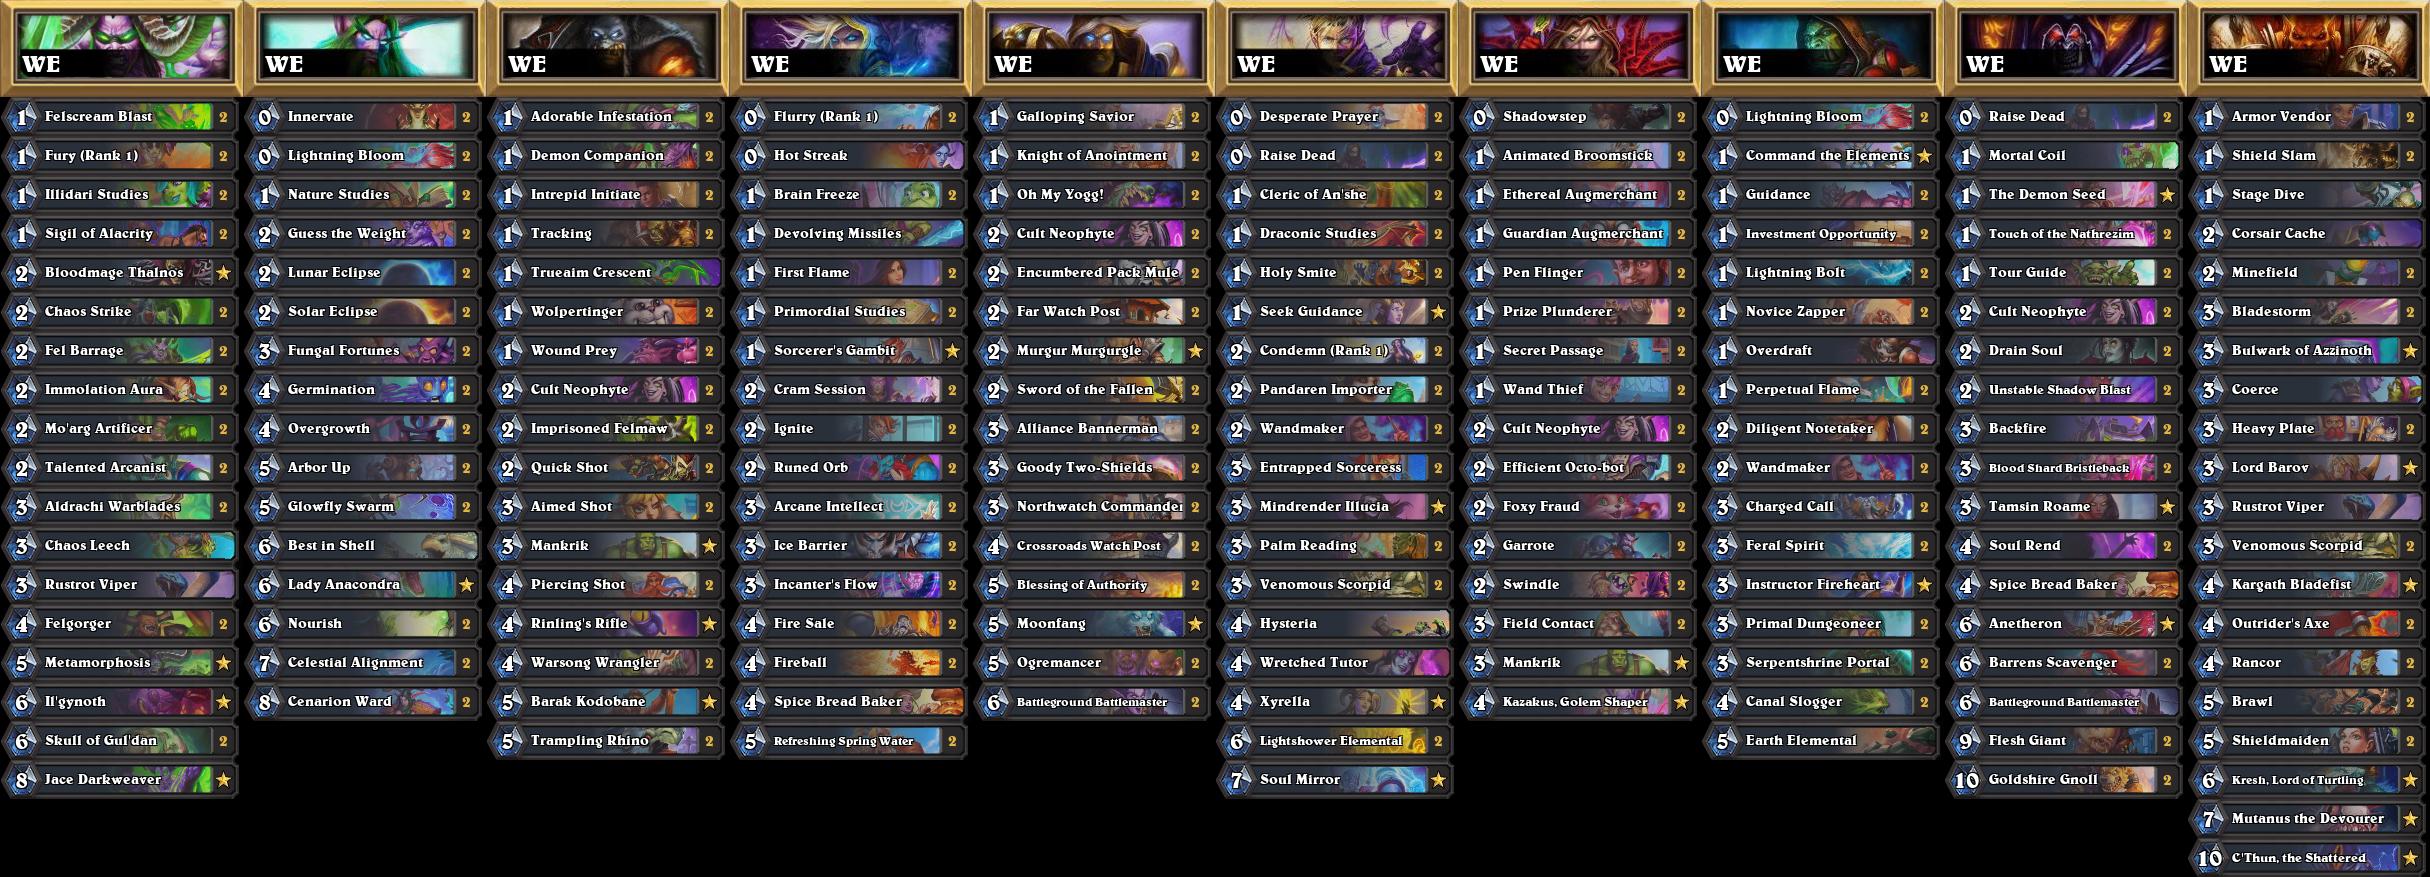 WE
1 Felscream Blast 2
1 Fury (Rank 1) 2
1 Illidari Studies 2
1 Sigil of Alacrity 2
2 Bloodmage Thalnos
2 Chaos Strike 2
2 Fel Barrage 2
2 Immolation Aura 2
2 Mo'arg Artificer 2
2 Talented Arcanist 2
3 Aldrachi Warblades 2
3 Chaos Leech
3 Rustrot Viper
4 Felgorger 2
5 Metamorphosis
6 Il'gynoth
6 Skull of Gul'dan 2
8 Jace Darkweaver
WE
0 Innervate 2
0 Lightning Bloom 2
1 Nature Studies 2
2 Guess the Weight 2
2 Lunar Eclipse 2
2 Solar Eclipse 2
3 Fungal Fortunes 2
4 Germination 2
4 Overgrowth 2
5 Arbor Up 2
5 Glowfly Swarm 2
6 Best in Shell
6 Lady Anacondra
6 Nourish 2
7 Celestial Alignment 2
8 Cenarion Ward 2
WE
1 Adorable Infestation 2
1 Demon Companion 2
1 Intrepid Initiate 2
1 Tracking 2
1 Trueaim Crescent
1 Wolpertinger 2
1 Wound Prey 2
2 Cult Neophyte 2
2 Imprisoned Felmaw 2
2 Quick Shot 2
3 Aimed Shot 2
3 Mankrik
4 Piercing Shot 2
4 Rinling's Rifle
4 Warsong Wrangler 2
5 Barak Kodobane
5 Trampling Rhino 2
WE
0 Flurry (Rank 1) 2
0 Hot Streak
1 Brain Freeze 2
1 Devolving Missiles
1 First Flame 2
1 Primordial Studies 2
1 Sorcerer's Gambit
2 Cram Session 2
2 Ignite 2
2 Runed Orb 2
3 Arcane Intellect 2
3 Ice Barrier 2
3 Incanter's Flow 2
4 Fire Sale 2
4 Fireball 2
4 Spice Bread Baker
5 Refreshing Spring Water 2
WE
1 Galloping Savior 2
1 Knight of Anointment 2
1 Oh My Yogg! 2
2 Cult Neophyte 2
2 Encumbered Pack Mule 2
2 Far Watch Post 2
2 Murgur Murgurgle
2 Sword of the Fallen 2
3 Alliance Bannerman 2
3 Goody Two-Shields 2
3 Northwatch Commander 2
4 Crossroads Watch Post 2
5 Blessing of Authority 2
5 Moonfang
5 Ogremancer 2
6 Battleground Battlemaster 2
WE
0 Desperate Prayer 2
0 Raise Dead 2
1 Cleric of An'she 2
1 Draconic Studies 2
1 Holy Smite 2
1 Seek Guidance
2 Condemn (Rank 1) 2
2 Pandaren Importer 2
2 Wandmaker 2
3 Entrapped Sorceress 2
3 Mindrender Illucia
3 Palm Reading 2
3 Venomous Scorpid 2
4 Hysteria
4 Wretched Tutor
4 Xyrella
6 Lightshower Elemental 2
7 Soul Mirror
WE
0 Shadowstep 2
1 Animated Broomstick 2
1 Ethereal Augmerchant 2
1 Guardian Augmerchant 2
1 Pen Flinger 2
1 Prize Plunderer 2
1 Secret Passage 2
1 Wand Thief 2
2 Cult Neophyte 2
2 Efficient Octo-bot 2
2 Foxy Fraud 2
2 Garrote 2
2 Swindle 2
3 Field Contact 2
3 Mankrik
4 Kazakus, Golem Shaper
WE
0 Lightning Bloom 2
1 Command the Elements
1 Guidance 2
1 Investment Opportunity 2
1 Lightning Bolt 2
1 Novice Zapper 2
1 Overdraft
1 Perpetual Flame 2
2 Diligent Notetaker 2
2 Wandmaker 2
3 Charged Call 2
3 Feral Spirit 2
3 Instructor Fireheart
3 Primal Dungeoneer 2
3 Serpentshrine Portal 2
4 Canal Slogger 2
5 Earth Elemental
WE
0 Raise Dead 2
1 Mortal Coil
1 The Demon Seed
1 Touch of the Nathrezim 2
1 Tour Guide 2
2 Cult Neophyte 2
2 Drain Soul 2
2 Unstable Shadow Blast 2
3 Backfire 2
3 Blood Shard Bristleback 2
3 Tamsin Roame
4 Soul Rend 2
4 Spice Bread Baker
6 Anetheron
6 Barrens Scavenger 2
6 Battleground Battlemaster
9 Flesh Giant 2
10 Goldshire Gnoll 2
WE
1 Armor Vendor 2
1 Shield Slam 2
1 Stage Dive
2 Corsair Cache
2 Minefield 2
3 Bladestorm 2
3 Bulwark of Azzinoth
3 Coerce
3 Heavy Plate 2
3 Lord Barov
3 Rustrot Viper
3 Venomous Scorpid 2
4 Kargath Bladefist
4 Outrider's Axe 2
4 Rancor 2
5 Brawl 2
5 Shieldmaiden 2
6 Kresh, Lord of Turtling
7 Mutanus the Devourer
10 C'Thun, the Shattered